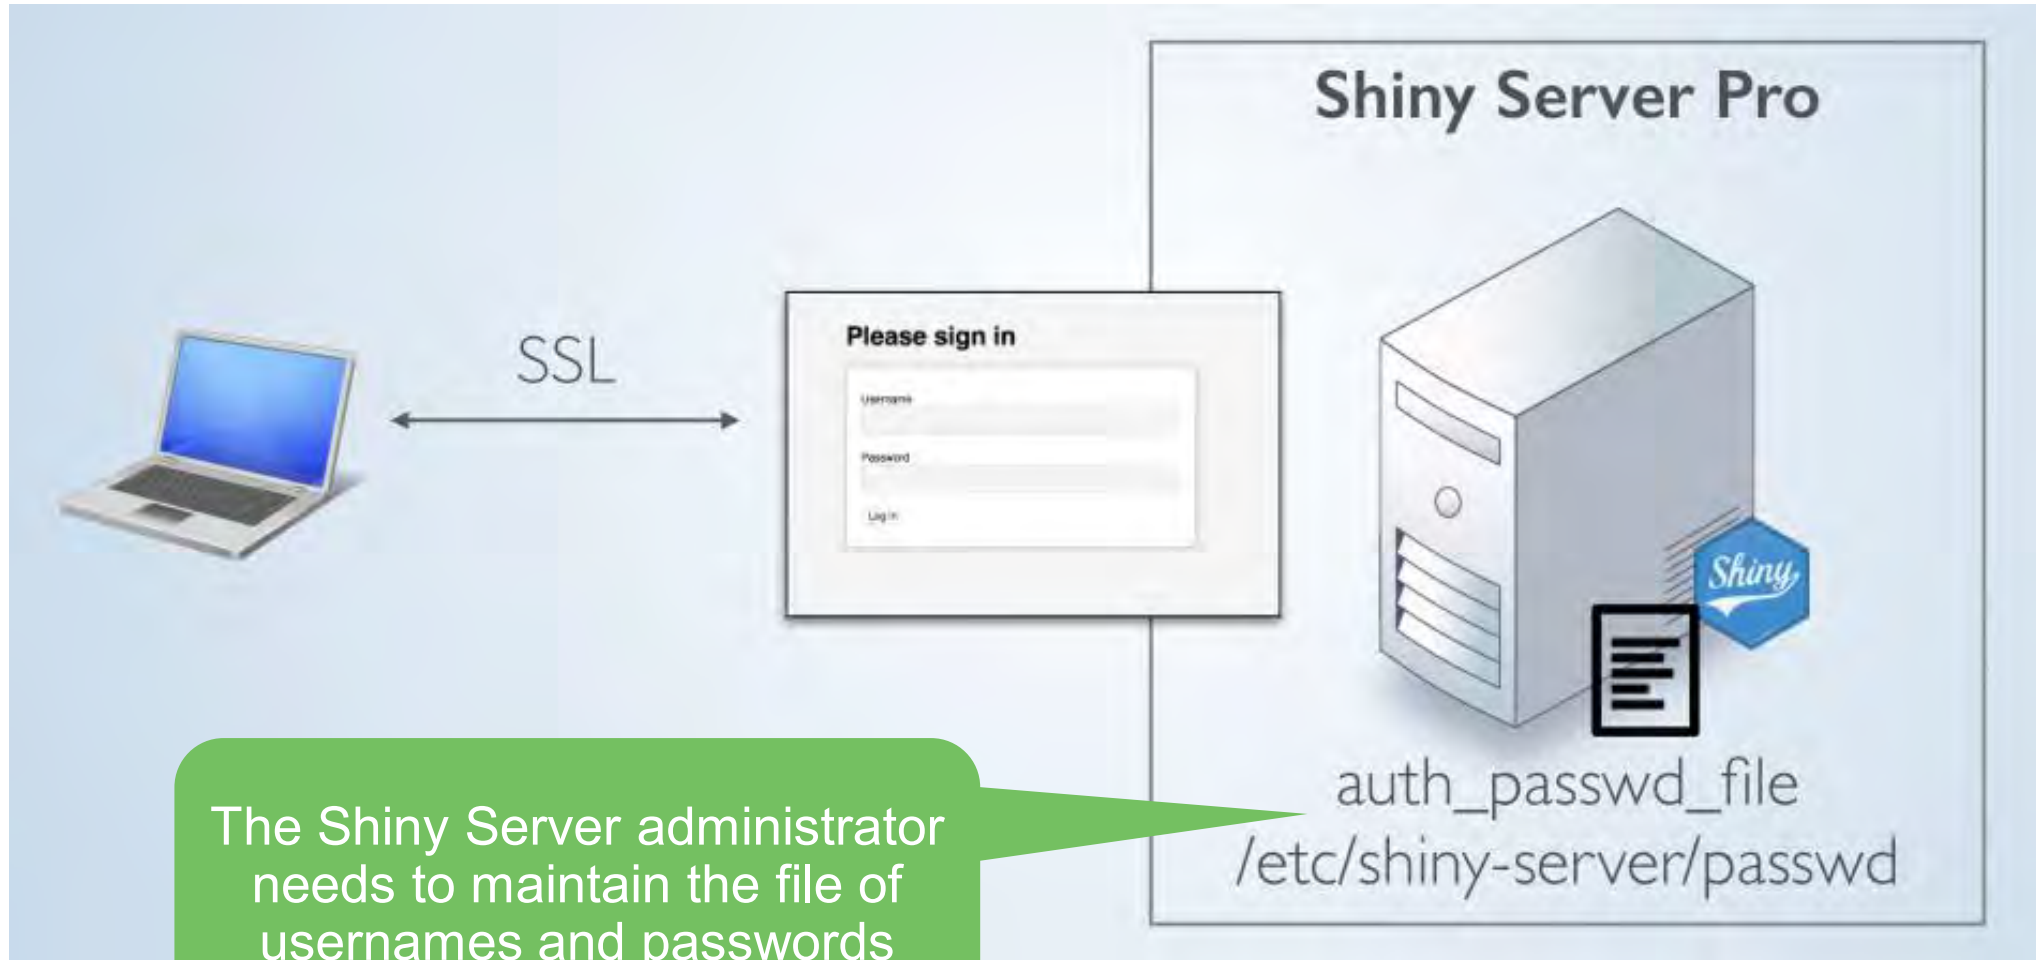 Shiny Server Pro
SSL
Please sign in
Username
Password
Log in
Shiny
auth_passwd_file
/etc/shiny-server/passwd
The Shiny Server administrator
needs to maintain the file of
usernames and passwords